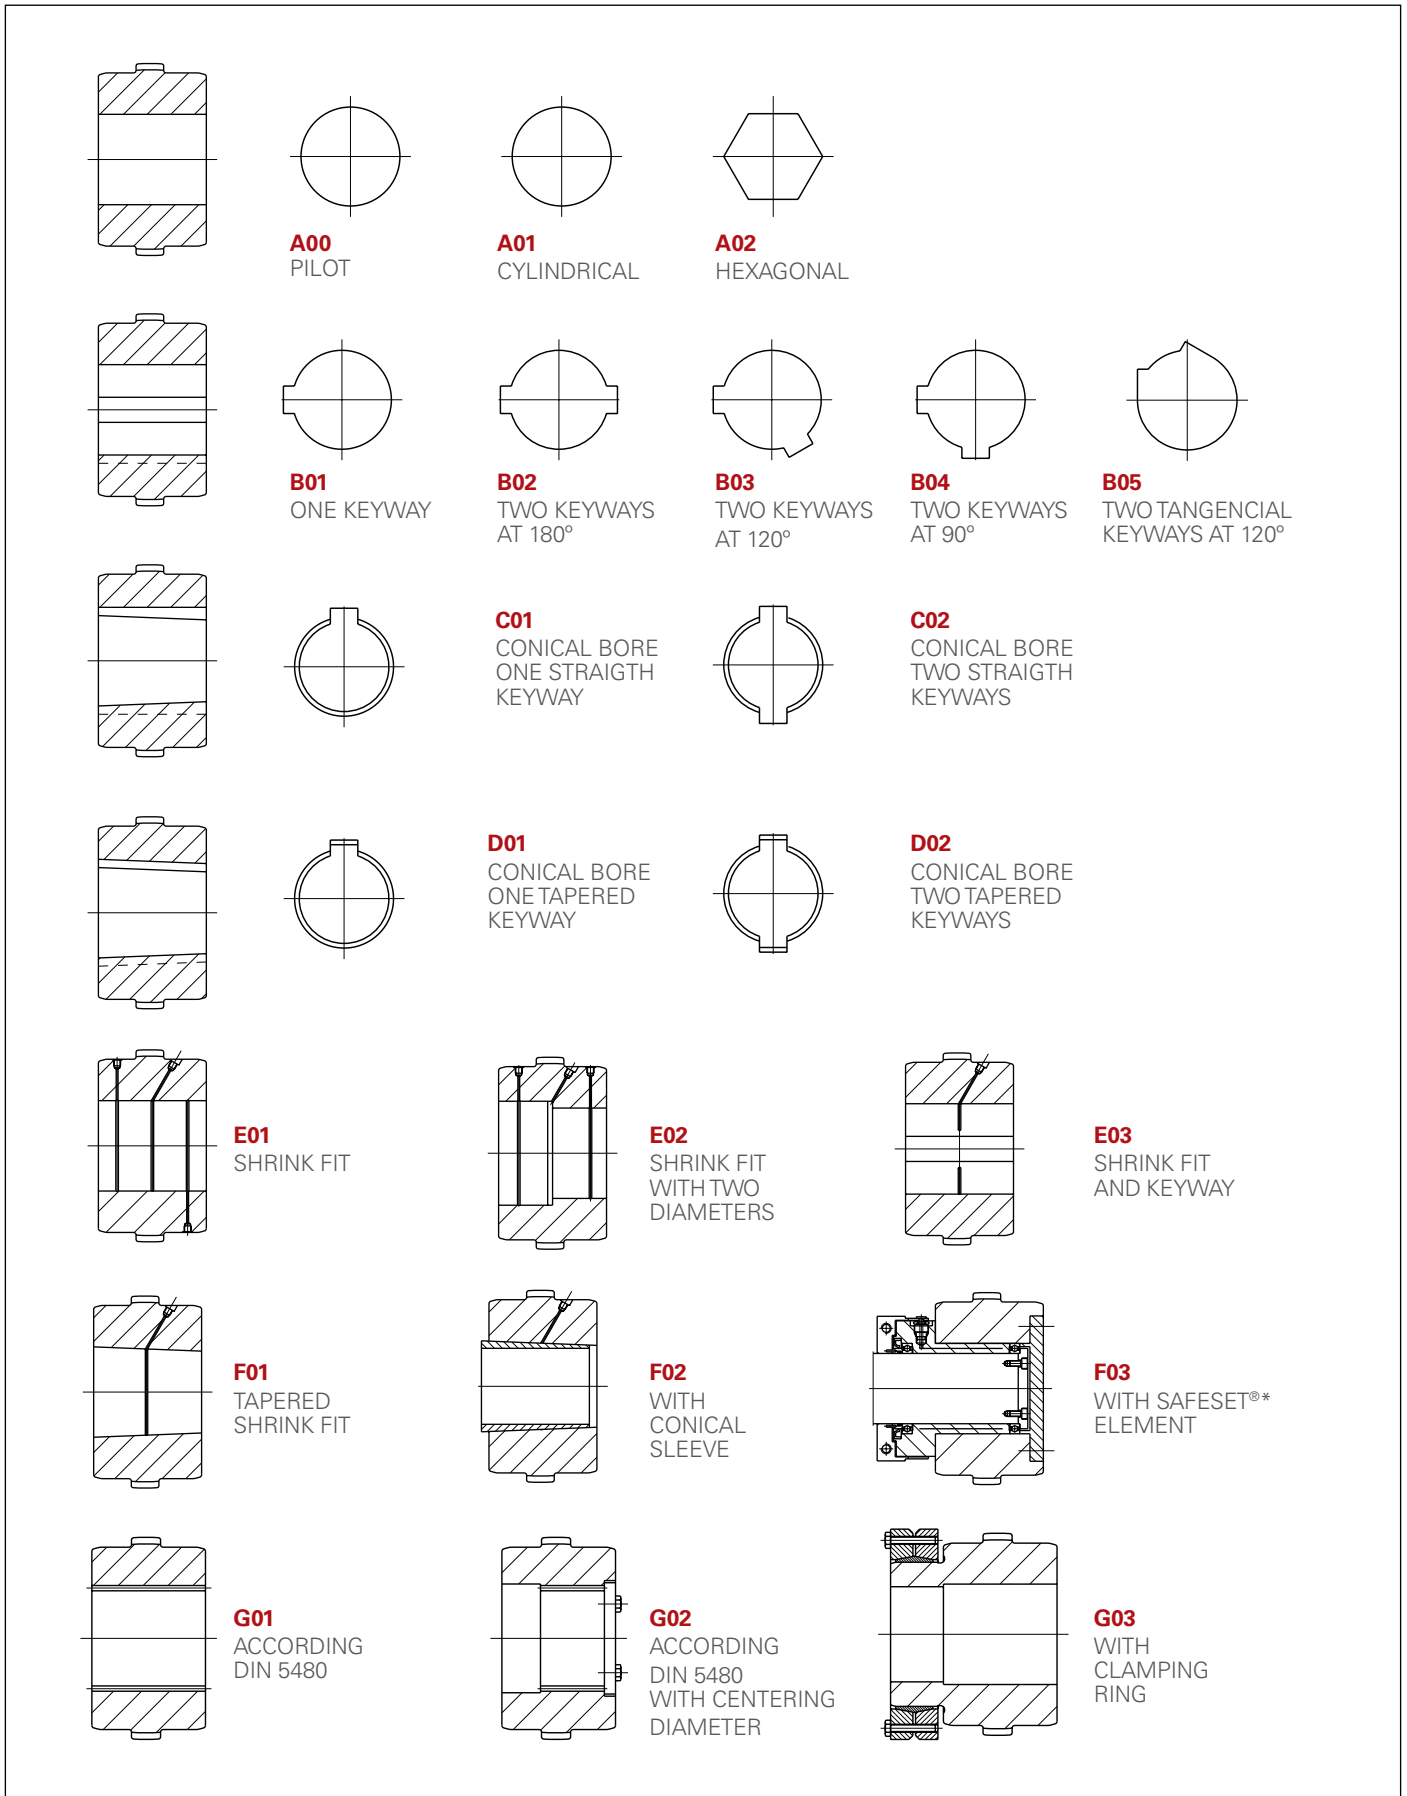 A00
PILOT
A01
CYLINDRICAL
A02
HEXAGONAL
B01
ONE KEYWAY
B02
TWO KEYWAYS
AT 180º
B03
TWO KEYWAYS
AT 120º
B04
TWO KEYWAYS
AT 90º
B05
TWO TANGENCIAL
KEYWAYS AT 120º
C01
CONICAL BORE
ONE STRAIGTH
KEYWAY
C02
CONICAL BORE
TWO STRAIGTH
KEYWAYS
D01
CONICAL BORE
ONE TAPERED
KEYWAY
D02
CONICAL BORE
TWO TAPERED
KEYWAYS
E01
SHRINK FIT
E02
SHRINK FIT
WITH TWO
DIAMETERS
E03
SHRINK FIT
AND KEYWAY
F01
TAPERED
SHRINK FIT
F02
WITH
CONICAL
SLEEVE
F03
WITH SAFESET®*
ELEMENT
G01
ACCORDING
DIN 5480
G02
ACCORDING
DIN 5480
WITH CENTERING
DIAMETER
G03
WITH
CLAMPING
RING